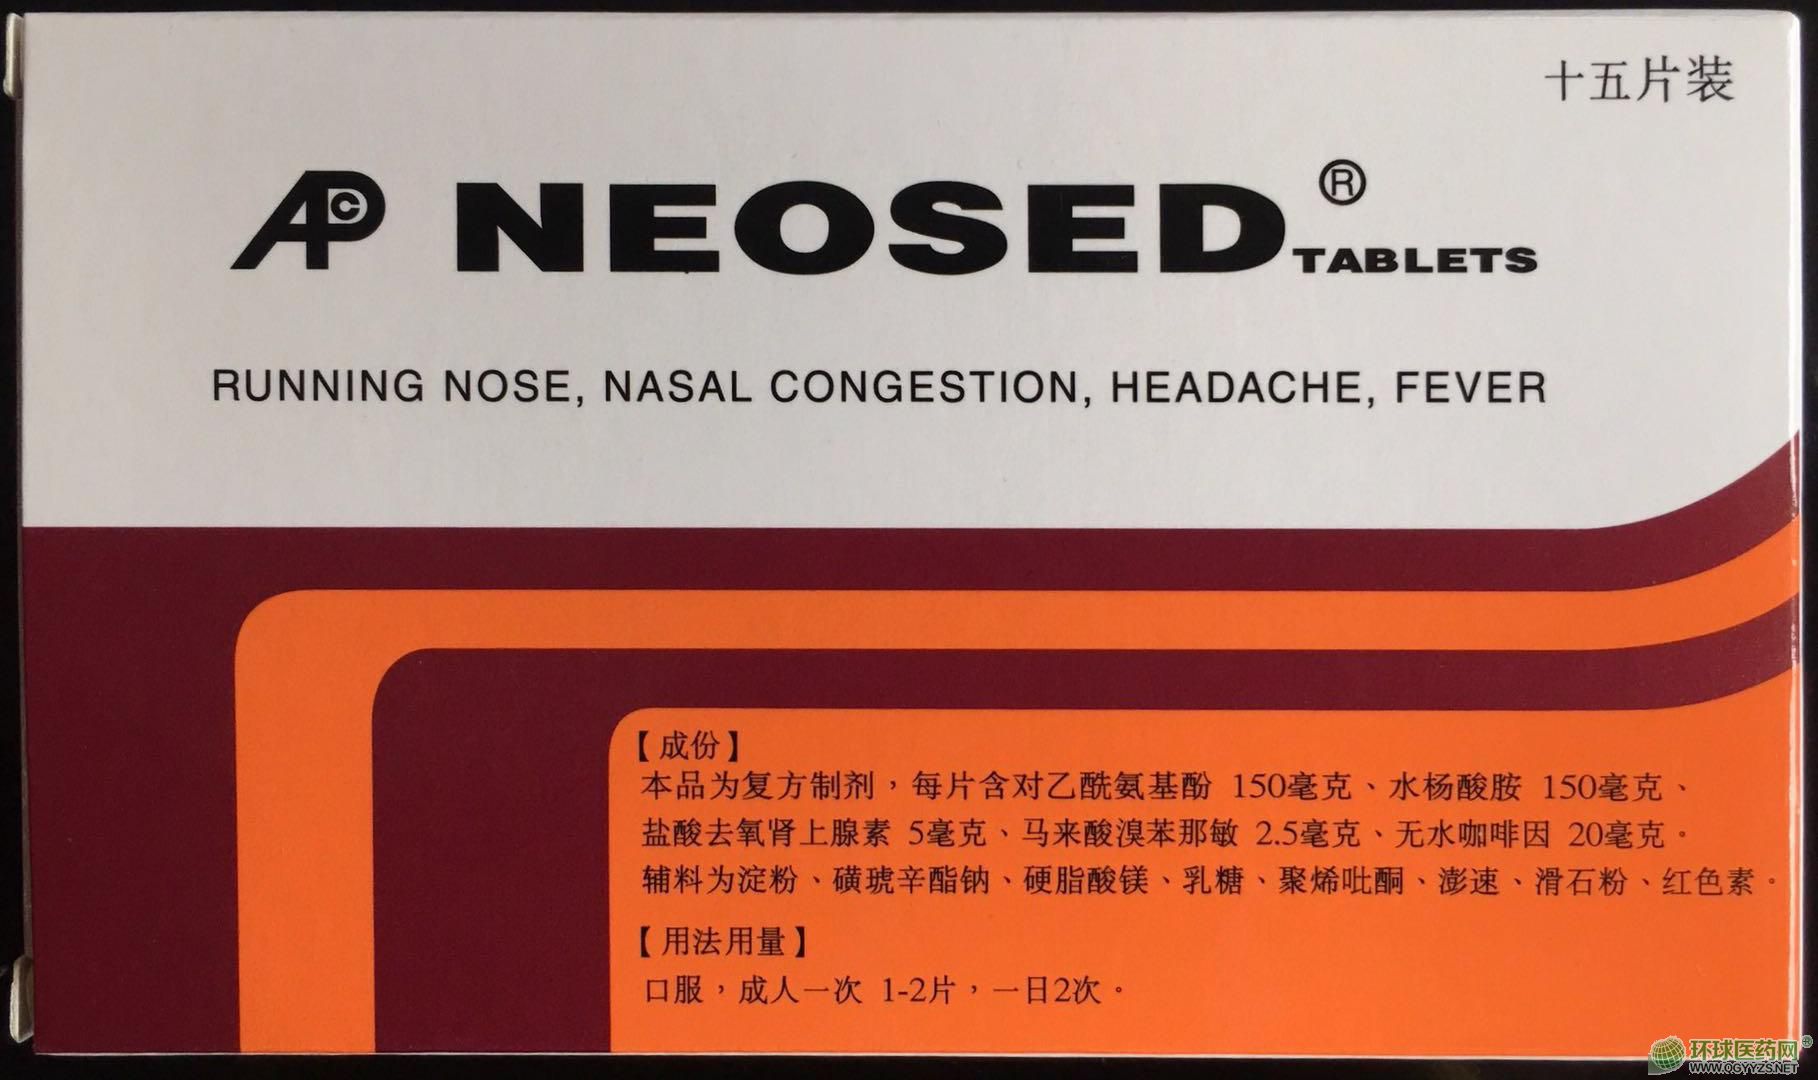 十五片装
APC NEOSED® TABLETS
RUNNING NOSE, NASAL CONGESTION, HEADACHE, FEVER
【成份】
本品为复方制剂，每片含对乙酰氨基酚 150毫克、水杨酸胺 150毫克、
盐酸去氧肾上腺素 5毫克、马来酸溴苯那敏 2.5毫克、无水咖啡因 20毫克。
辅料为淀粉、磺琥辛酯钠、硬脂酸镁、乳糖、聚烯吡酮、澎速、滑石粉、红色素。
【用法用量】
口服，成人一次 1-2片，一日2次。
环球医药网®
WWW.QGYYZS.NET